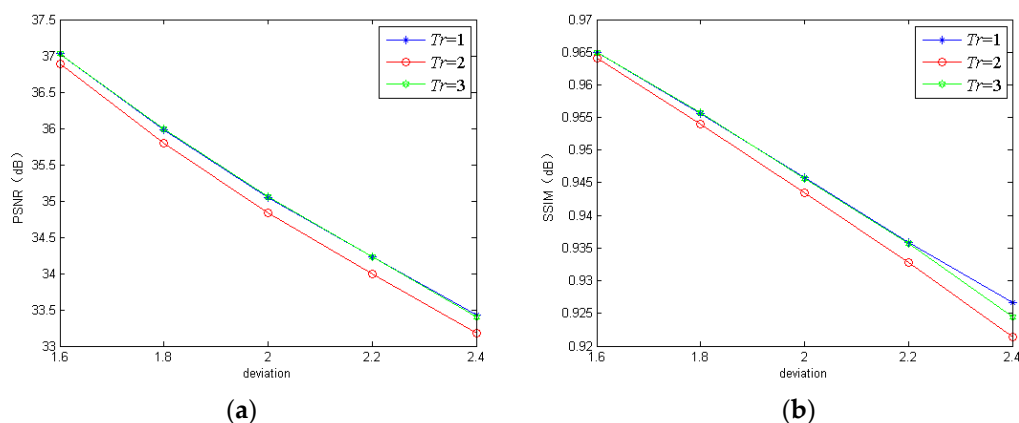 37.5
37
36.5
36
35.5
35
34.5
34
33.5
33
PSNR（dB）
1.6 1.8 2 2.2 2.4
deviation
Tr=1
Tr=2
Tr=3
(a)
0.97
0.965
0.96
0.955
0.95
0.945
0.94
0.935
0.93
0.925
0.92
SSIM（dB）
1.6 1.8 2 2.2 2.4
deviation
Tr=1
Tr=2
Tr=3
(b)